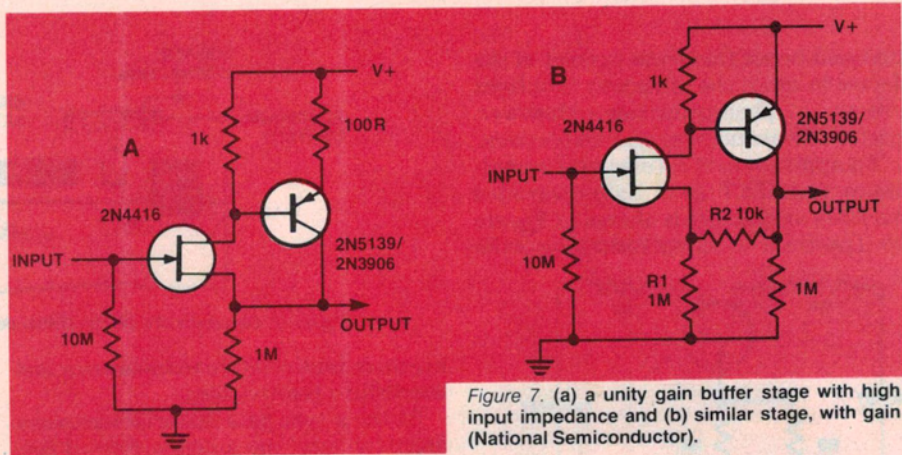 A
V+
1k
100R
2N4416
2N5139/
2N3906
INPUT
10M
1M
OUTPUT
B
V+
1k
2N5139/
2N3906
2N4416
INPUT
R2 10k
OUTPUT
10M
R1
1M
1M
Figure 7. (a) a unity gain buffer stage with high
input impedance and (b) similar stage, with gain
(National Semiconductor).